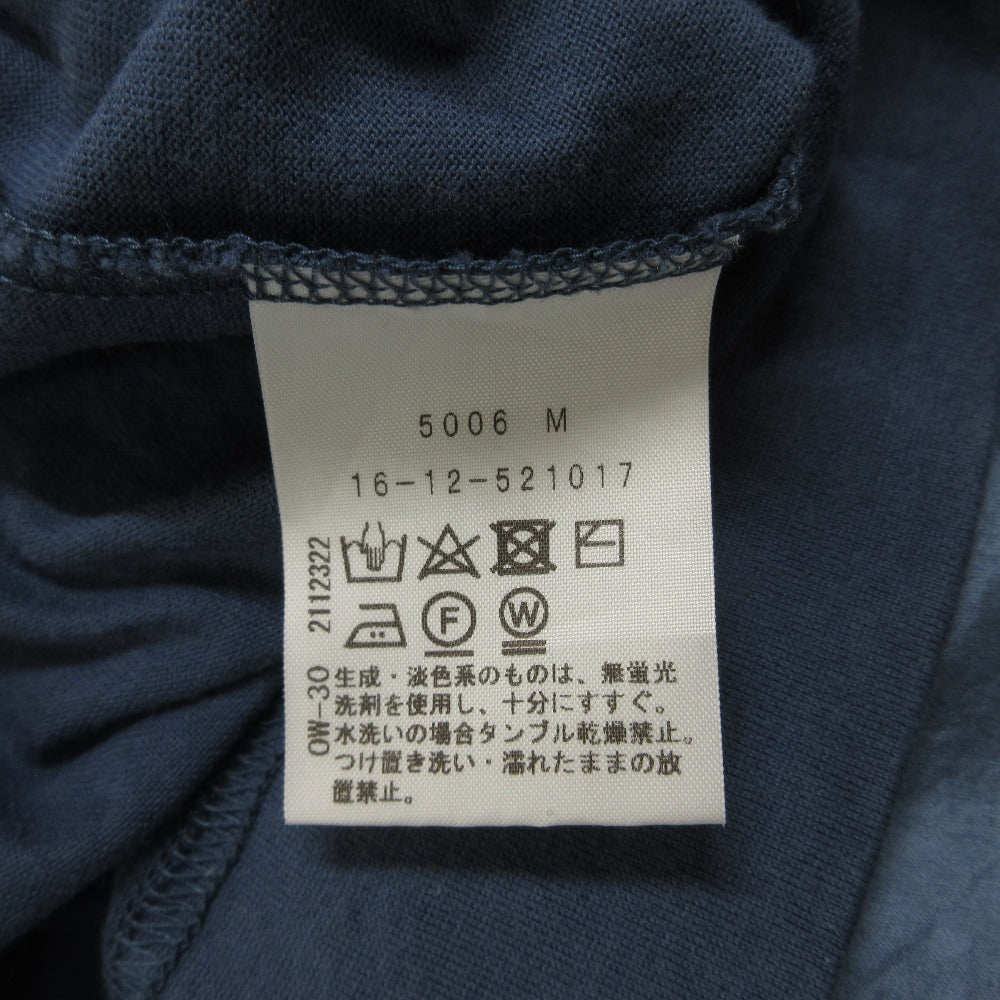 5006 M
16-12-521017
OW-30 2112322
F
W
生成・淡色系のものは、無蛍光
洗剤を使用し、十分にすすぐ。
水洗いの場合タンブル乾燥禁止。
つけ置き洗い・濡れたままの放
置禁止。